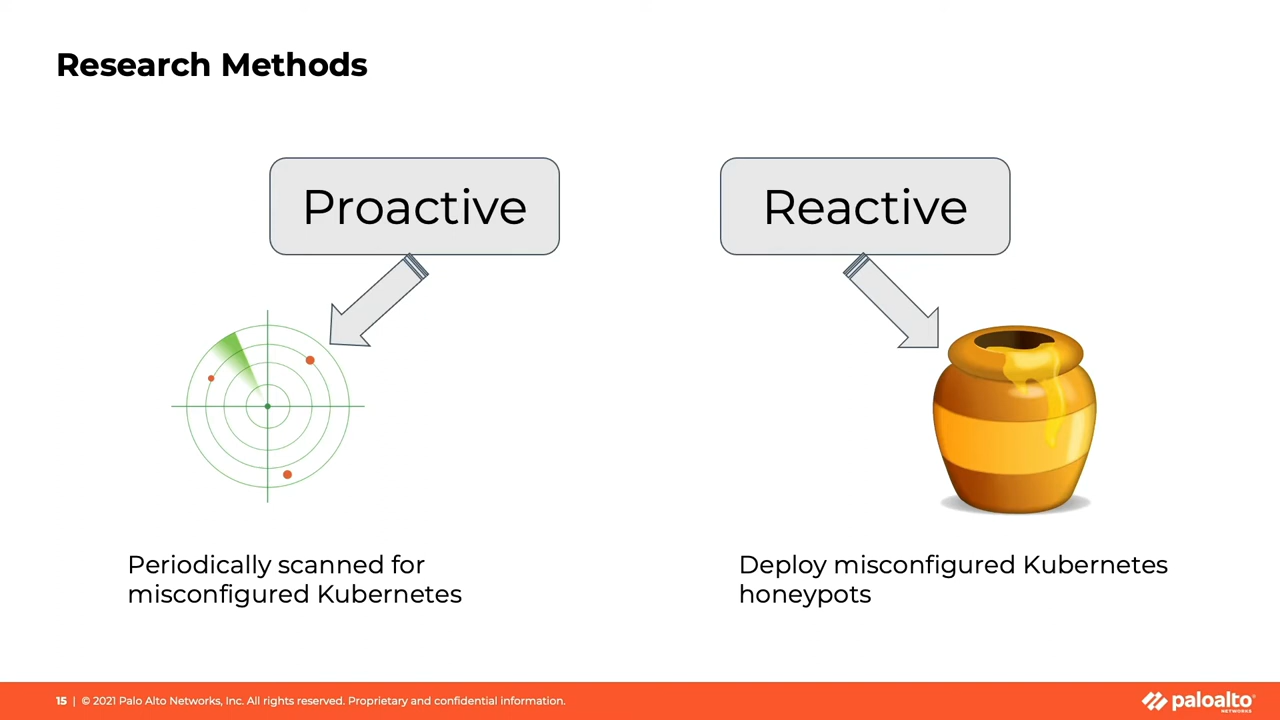 Research Methods
Proactive
Reactive
Periodically scanned for
misconfigured Kubernetes
Deploy misconfigured Kubernetes
honeypots
15 | © 2021 Palo Alto Networks, Inc. All rights reserved. Proprietary and confidential information.
paloalto
NETWORKS